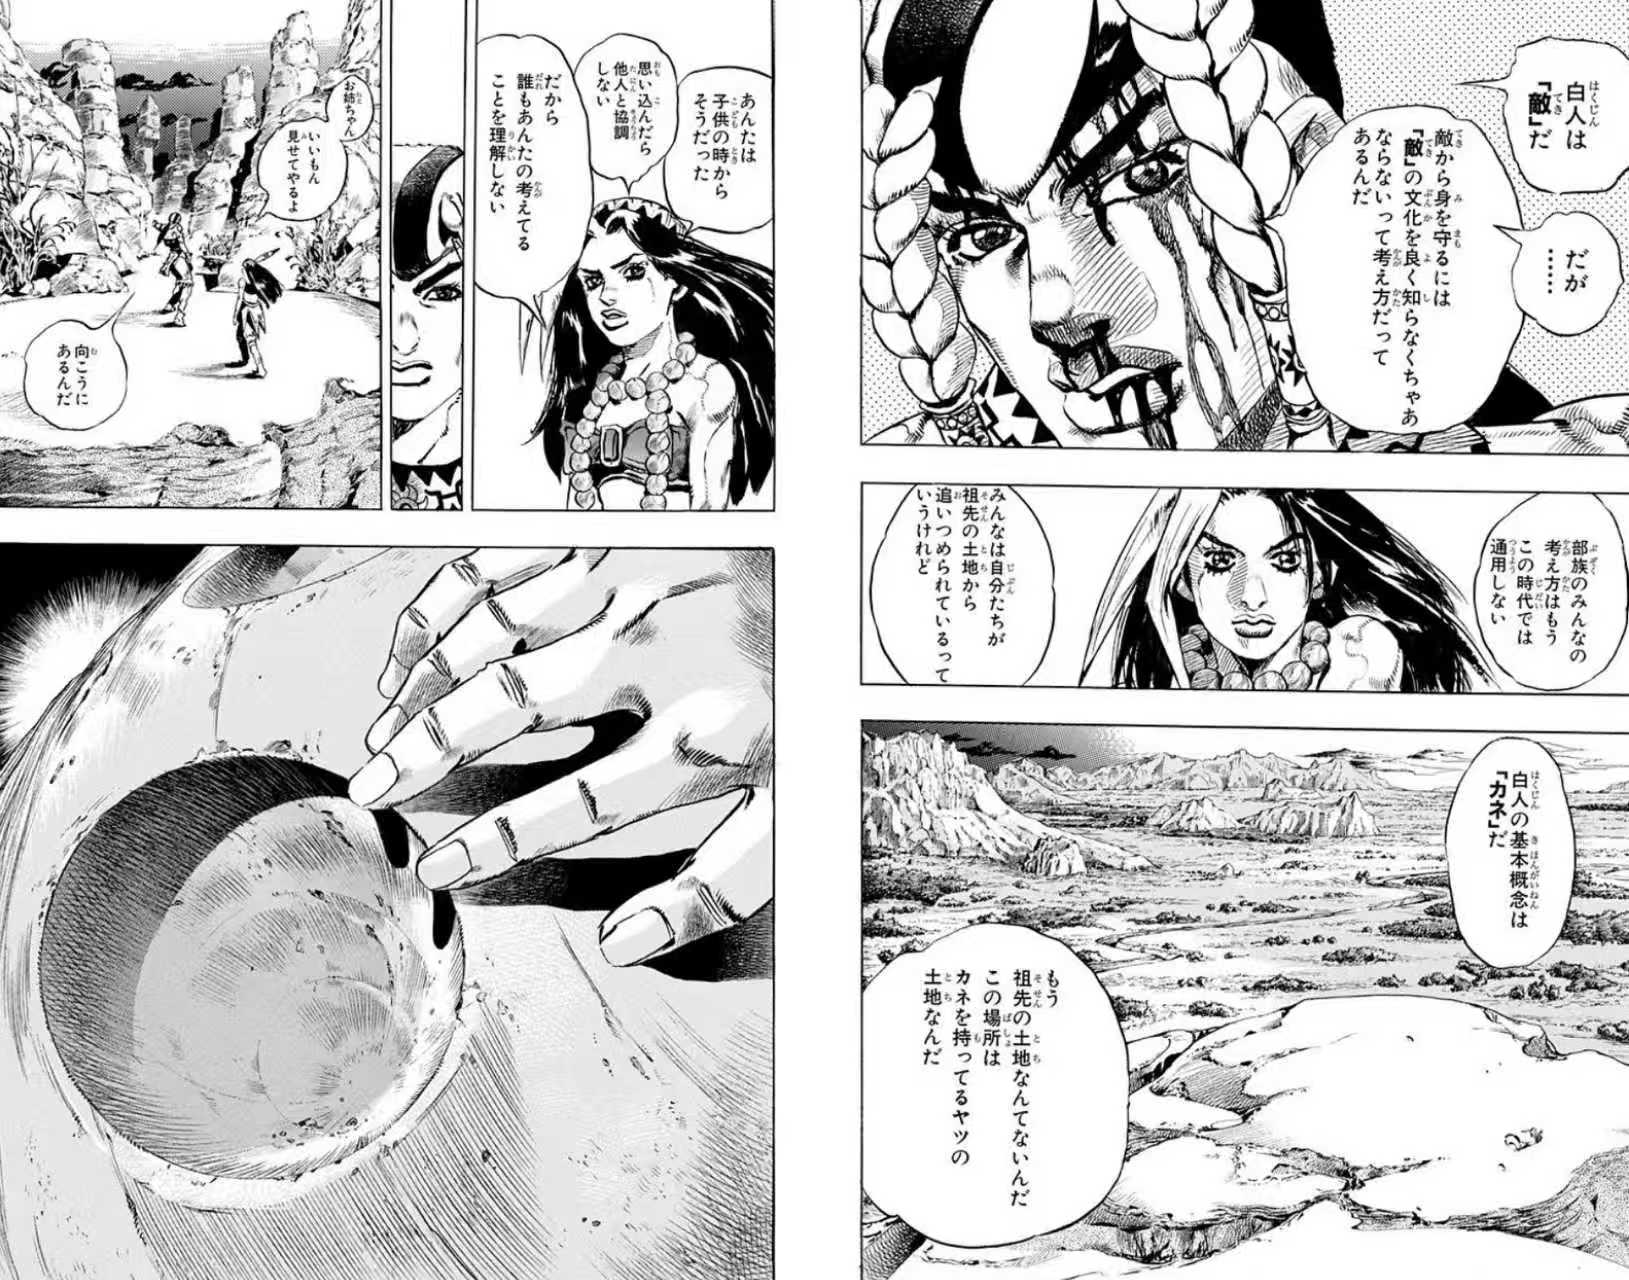 白人は
「敵」だ
だが
……
敵から身を守るには
「敵」の文化を良く知らなくちゃあ
ならないって考え方だって
あるんだ
部族のみんなの
考え方はもう
この時代では
通用しない
みんなは自分たちが
祖先の土地から
追いつめられているって
いうけれど
白人の基本概念は
「カネ」だ
もう
祖先の土地なんてないんだ
この場所は
カネを持ってるヤツの
土地なんだ
あんたは
子供の時から
そうだった
思い込んだら
他人と協調
しない
だから
誰もあんたの考えてる
ことを理解しない
お姉ちゃん
いいもん
見せてやるよ
向こうに
あるんだ